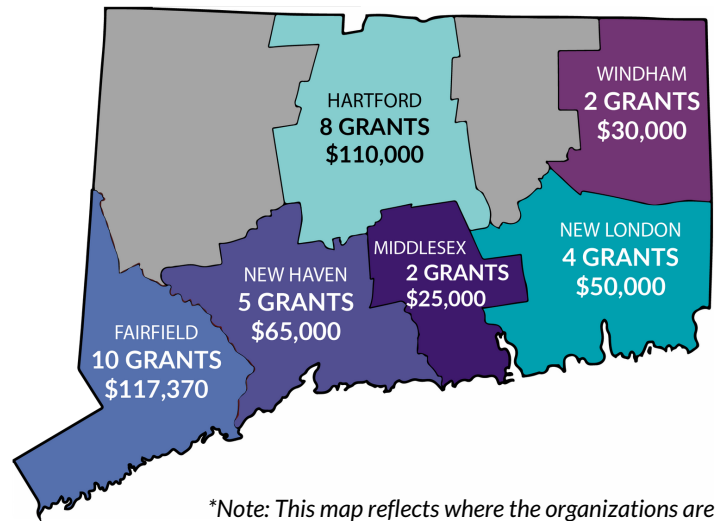 HARTFORD
8 GRANTS
$110,000
WINDHAM
2 GRANTS
$30,000
NEW LONDON
4 GRANTS
$50,000
MIDDLESEX
2 GRANTS
$25,000
NEW HAVEN
5 GRANTS
$65,000
FAIRFIELD
10 GRANTS
$117,370
*Note: This map reflects where the organizations are